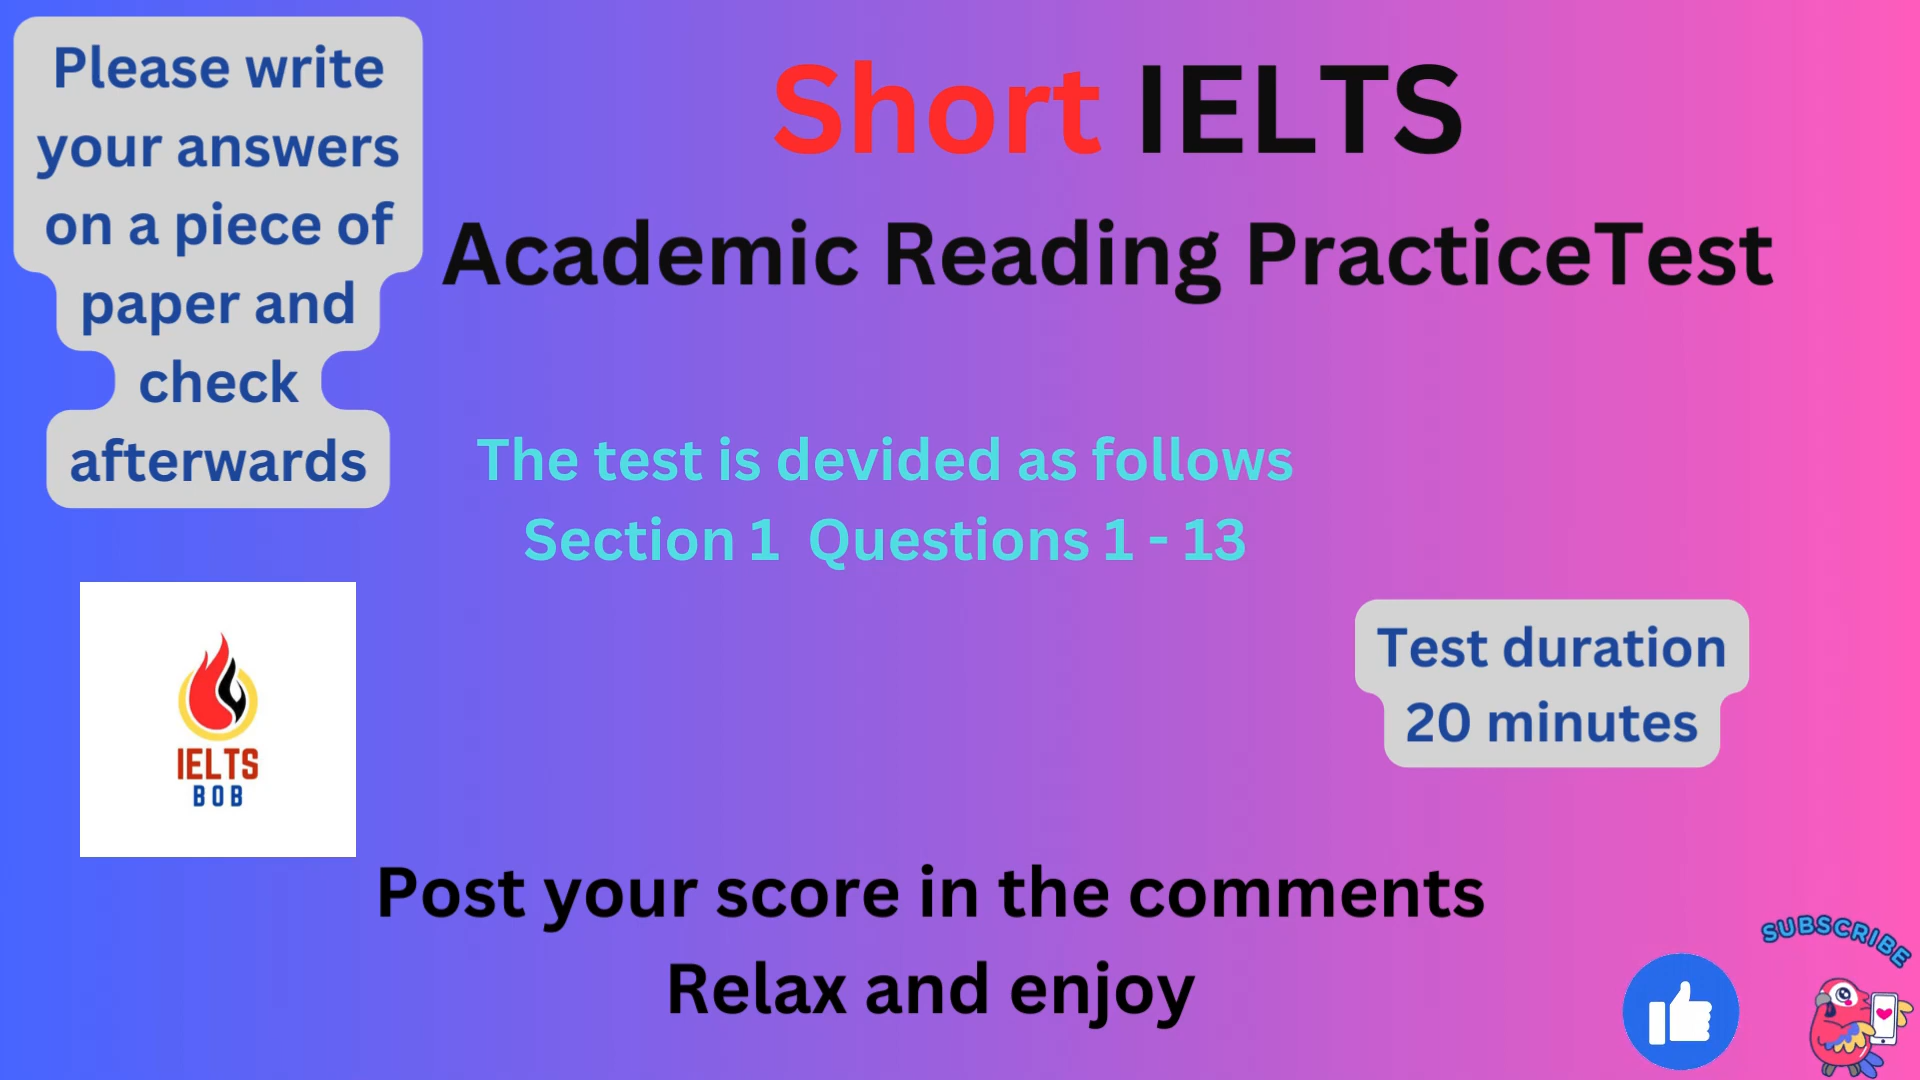 Please write
your answers
on a piece of
paper and
check
afterwards
Short IELTS
Academic Reading PracticeTest
The test is devided as follows
Section 1 Questions 1 - 13
IELTS
BOB
Test duration
20 minutes
Post your score in the comments
Relax and enjoy
SUBSCRIBE